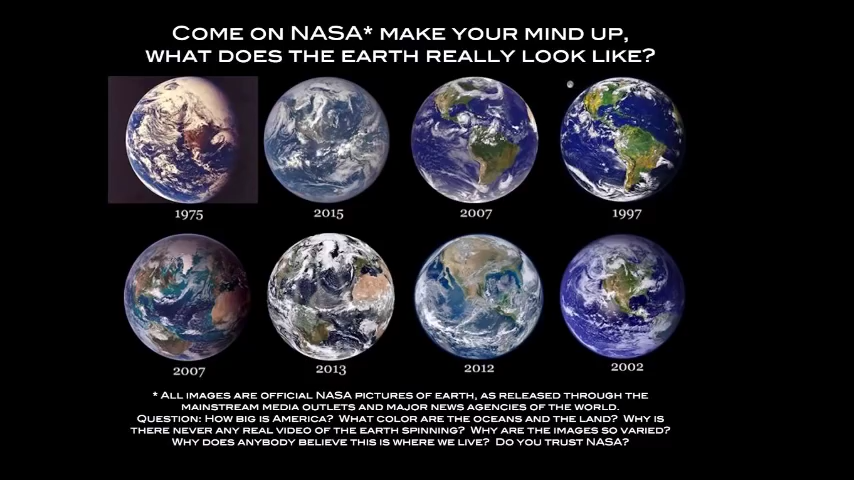 Come on NASA* make your mind up,
what does the earth really look like?
1975 2015 2007 1997
2007 2013 2012 2002
* All images are official NASA pictures of earth, as released through the
mainstream media outlets and major news agencies of the world.
Question: How big is America? What color are the oceans and the land? Why is
there never any real video of the earth spinning? Why are the images so varied?
Why does anybody believe this is where we live? Do you trust NASA?